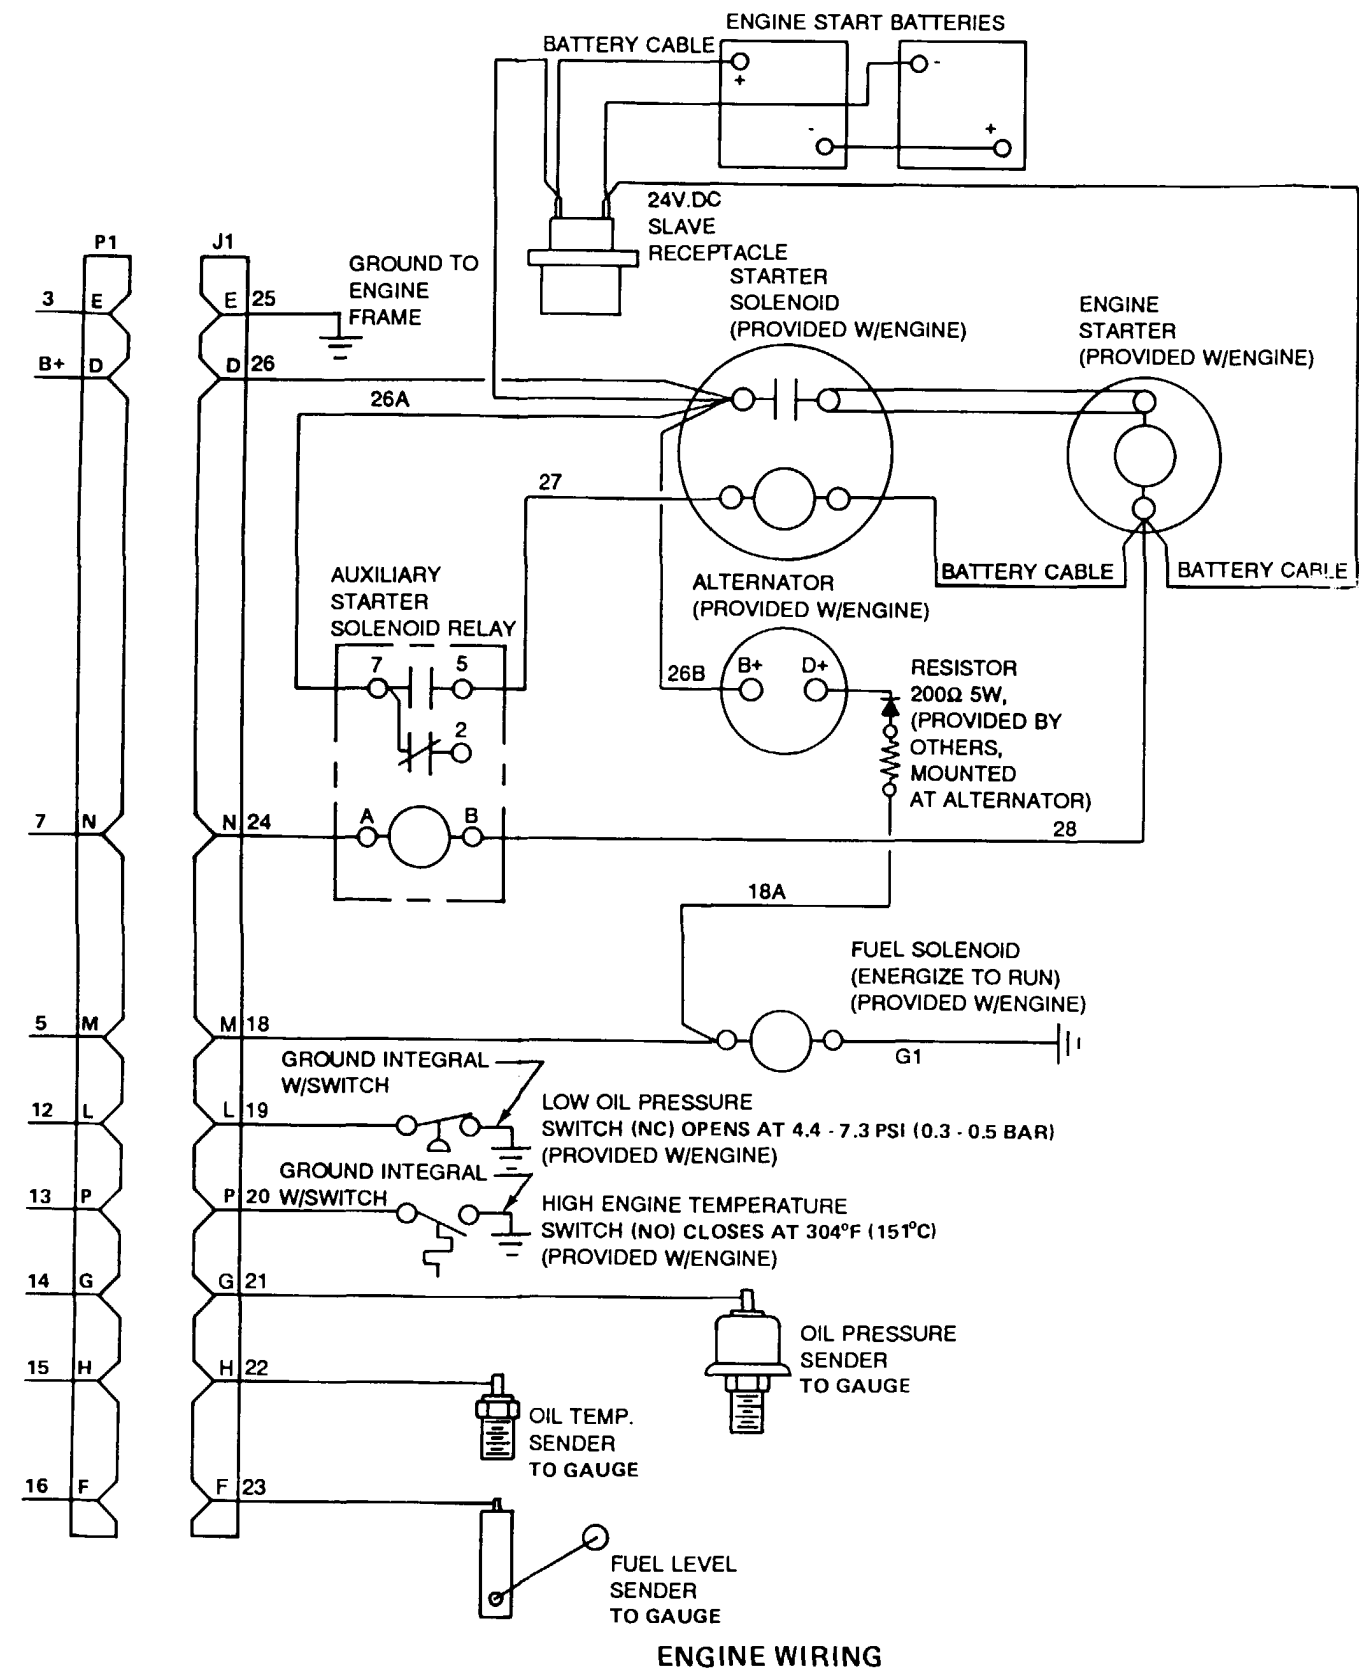 ENGINE START BATTERIES
BATTERY CABLE
+
-
-
+
24V.DC
SLAVE
RECEPTACLE
P1
J1
GROUND TO
ENGINE
FRAME
STARTER
SOLENOID
(PROVIDED W/ENGINE)
ENGINE
STARTER
(PROVIDED W/ENGINE)
3 E
E 25
B+ D
D 26
26A
27
BATTERY CABLE
BATTERY CABLE
AUXILIARY
STARTER
SOLENOID RELAY
ALTERNATOR
(PROVIDED W/ENGINE)
7 5
2
26B
B+ D+
RESISTOR
200Ω 5W,
(PROVIDED BY
OTHERS,
MOUNTED
AT ALTERNATOR)
7 N
N 24
A B
28
18A
FUEL SOLENOID
(ENERGIZE TO RUN)
(PROVIDED W/ENGINE)
5 M
M 18
G1
GROUND INTEGRAL
W/SWITCH
12 L
L 19
LOW OIL PRESSURE
SWITCH (NC) OPENS AT 4.4 - 7.3 PSI (0.3 - 0.5 BAR)
(PROVIDED W/ENGINE)
GROUND INTEGRAL
W/SWITCH
13 P
P 20
HIGH ENGINE TEMPERATURE
SWITCH (NO) CLOSES AT 304°F (151°C)
(PROVIDED W/ENGINE)
14 G
G 21
OIL PRESSURE
SENDER
TO GAUGE
15 H
H 22
OIL TEMP.
SENDER
TO GAUGE
16 F
F 23
FUEL LEVEL
SENDER
TO GAUGE
ENGINE WIRING